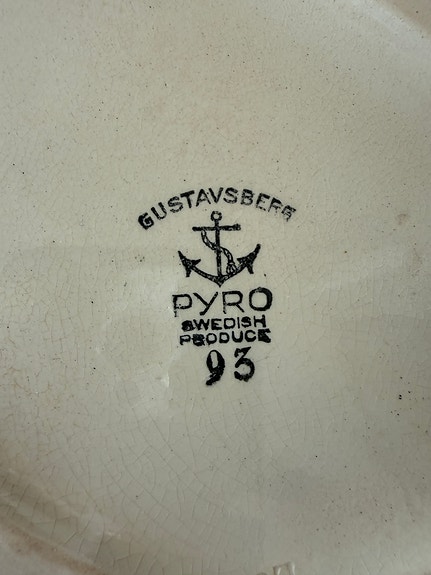 GUSTAVSBERG
PYRO
SWEDISH
PRODUCE
93